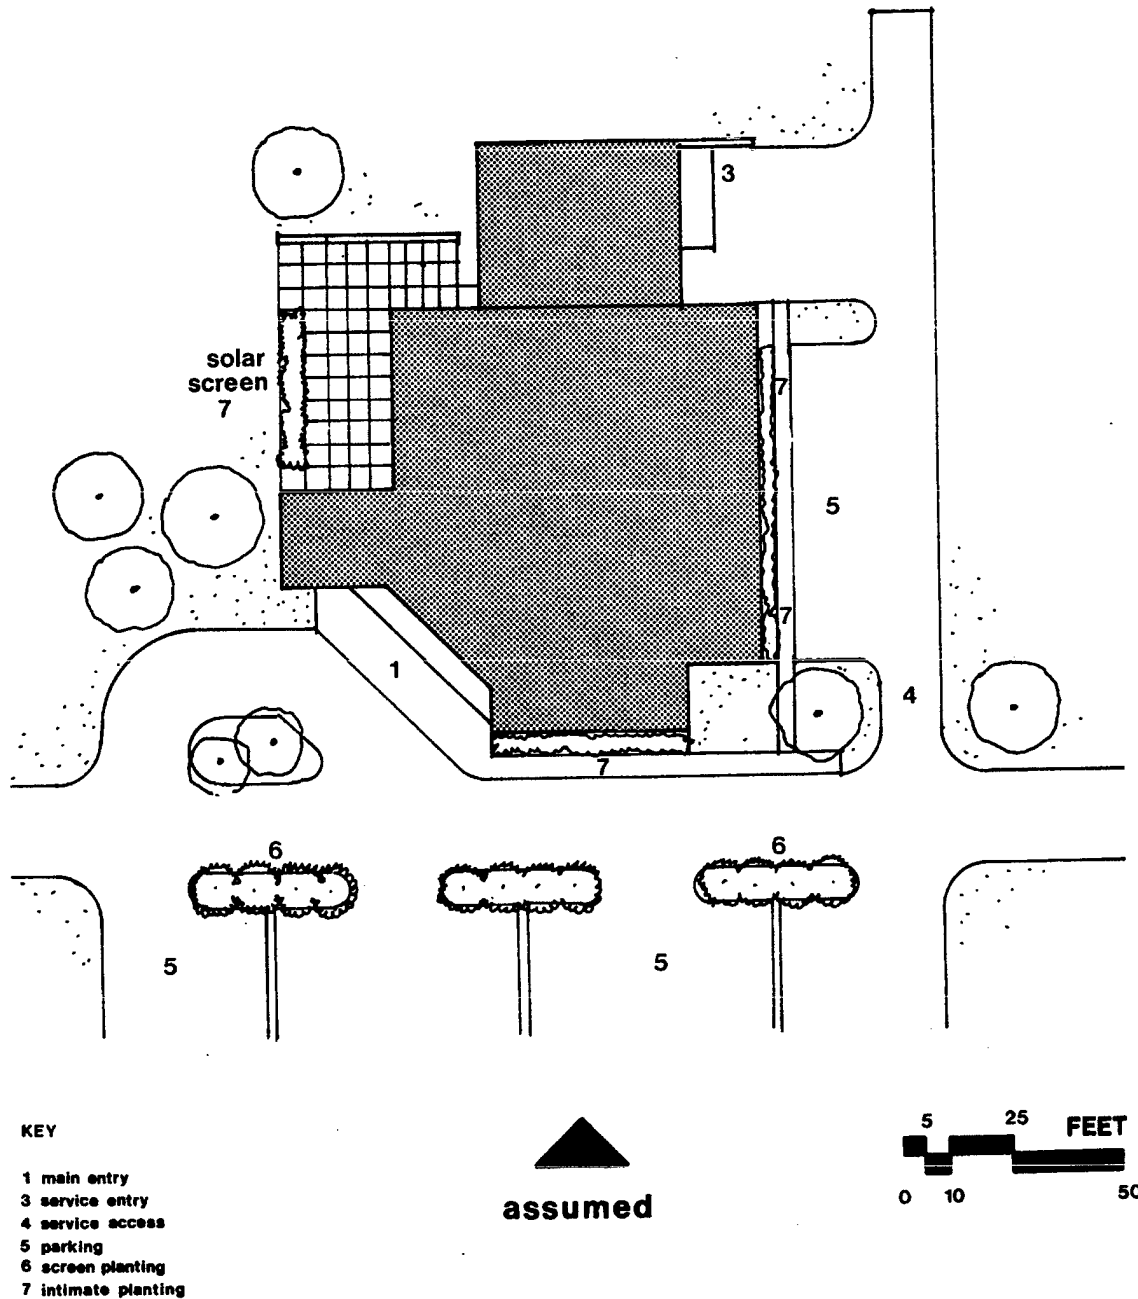 3
solar
screen
7
7
5
7
1
4
7
6
6
5
5
KEY
1 main entry
3 service entry
4 service access
5 parking
6 screen planting
7 intimate planting
assumed
5
25
FEET
0
10
50